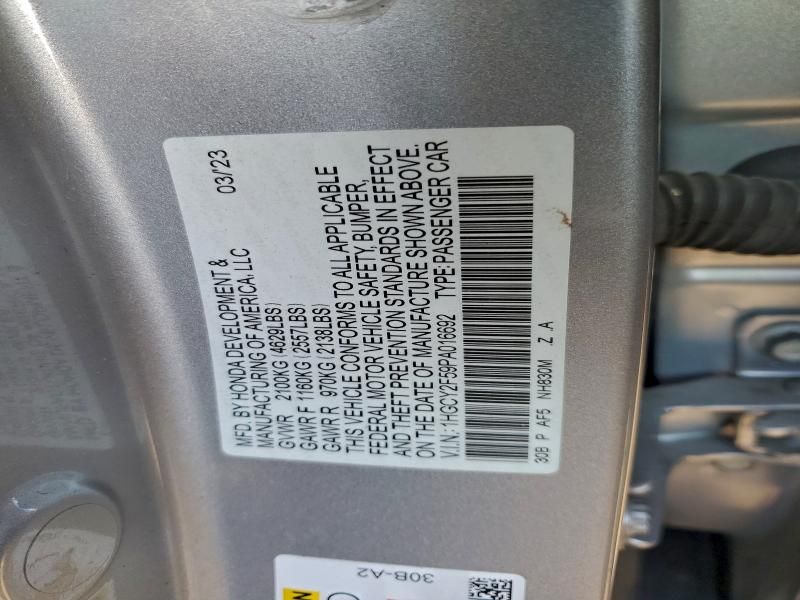 MFD. BY HONDA DEVELOPMENT & 03/23
MANUFACTURING OF AMERICA, LLC
GVWR 2100KG (4629LBS)
GAWR F 1160KG (2557LBS)
GAWR R 970KG (2138LBS)
THIS VEHICLE CONFORMS TO ALL APPLICABLE
FEDERAL MOTOR VEHICLE SAFETY, BUMPER,
AND THEFT PREVENTION STANDARDS IN EFFECT
ON THE DATE OF MANUFACTURE SHOWN ABOVE.
V.I.N.: 1HGCY2F59PA016692 TYPE:PASSENGER CAR
30B P AF5 NH830M Z .A
30B-A2